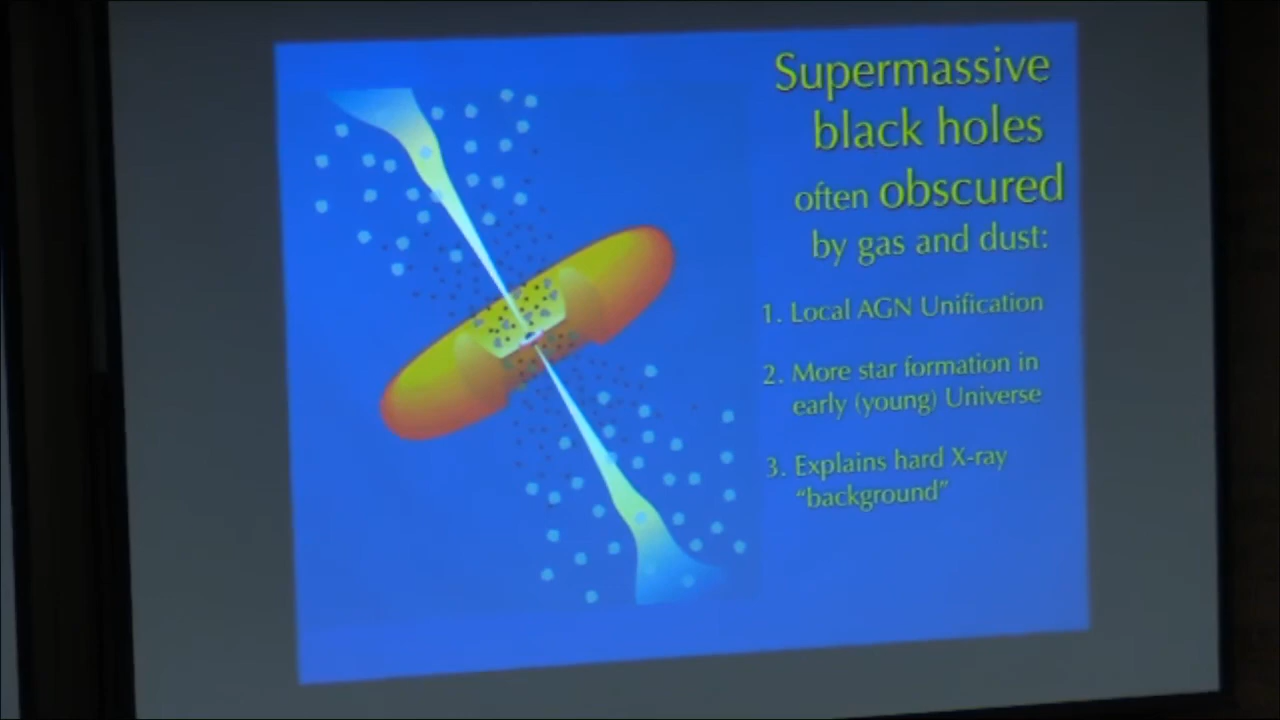 Supermassive
black holes
often obscured
by gas and dust:
1. Local AGN Unification
2. More star formation in
early (young) Universe
3. Explains hard X-ray
“background”